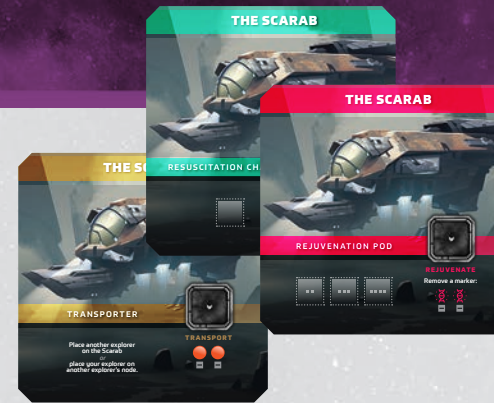 THE SCARAB
RESUSCITATION CH
THE SCARAB
REJUVENATION POD
REJUVENATE
Remove a marker:
THE S
TRANSPORTER
TRANSPORT
Place another explorer
on the Scarab
or
place your explorer on
another explorer's node.